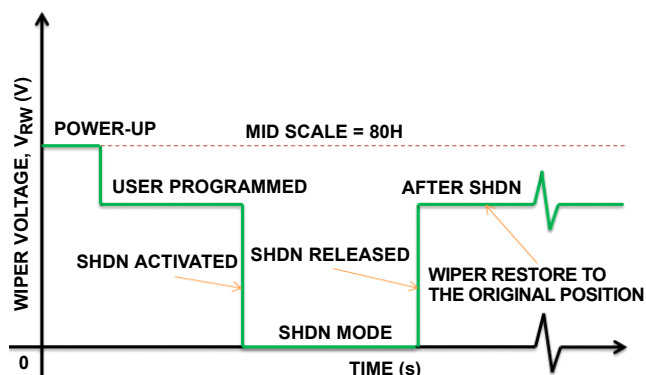 WIPER VOLTAGE, VRW (V)
POWER-UP
MID SCALE = 80H
USER PROGRAMMED
AFTER SHDN
SHDN ACTIVATED
SHDN RELEASED
WIPER RESTORE TO
THE ORIGINAL POSITION
SHDN MODE
0
TIME (s)